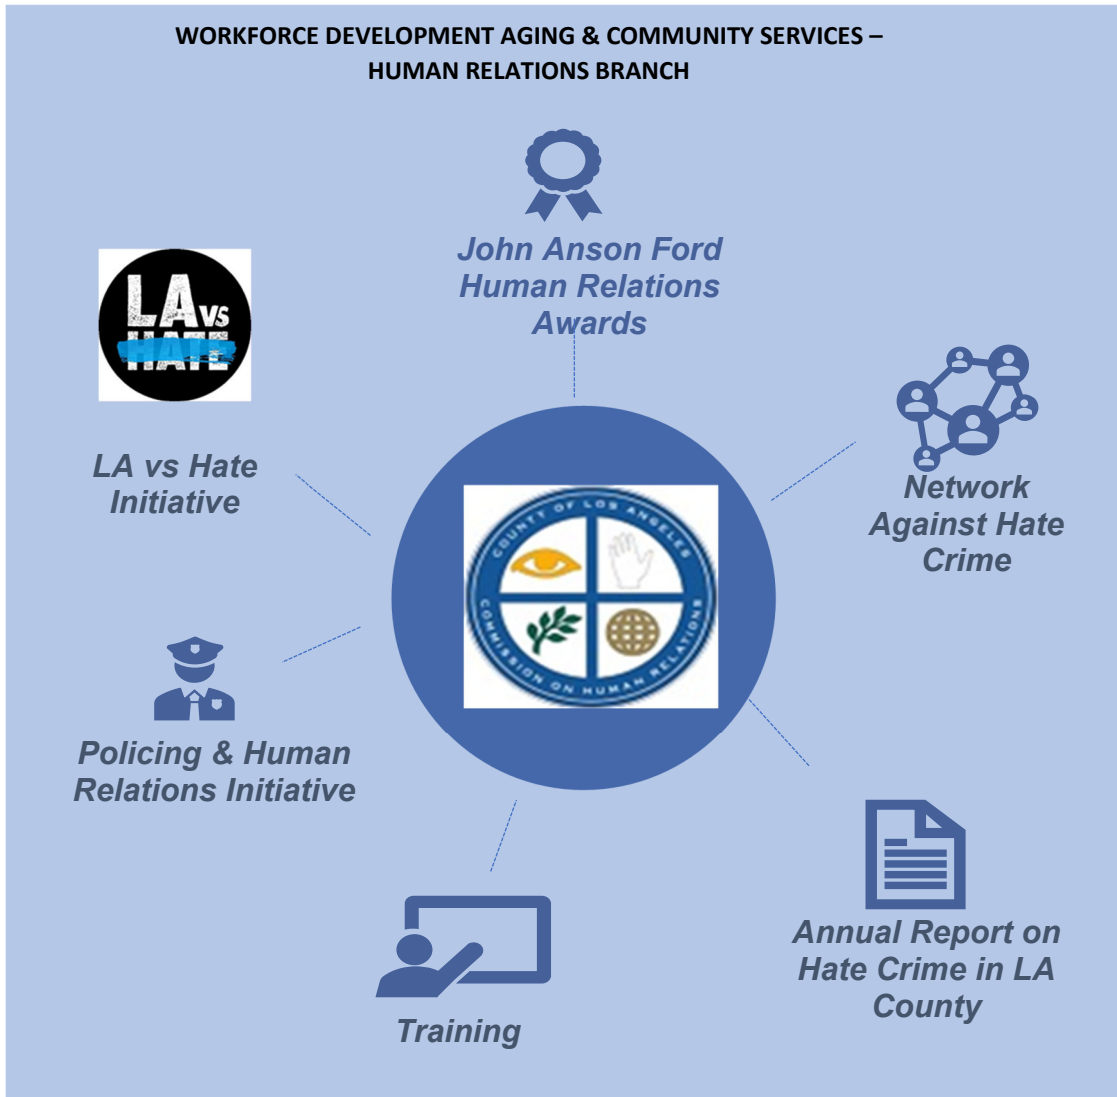 WORKFORCE DEVELOPMENT AGING & COMMUNITY SERVICES –
HUMAN RELATIONS BRANCH
John Anson Ford
Human Relations
Awards
LA VS
HATE
LA vs Hate
Initiative
Network
Against Hate
Crime
COUNTY OF LOS ANGELES
COMMISSION ON HUMAN RELATIONS
Policing & Human
Relations Initiative
Annual Report on
Hate Crime in LA
County
Training